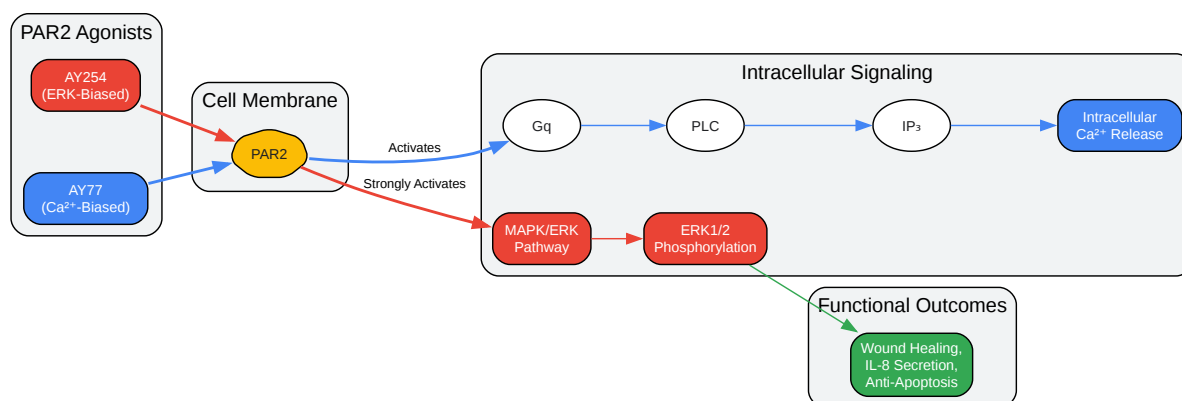 PAR2 Agonists
AY254
(ERK-Biased)
AY77
(Ca²⁺-Biased)
Cell Membrane
PAR2
Activates
Strongly Activates
Intracellular Signaling
Gq
PLC
IP₃
Intracellular
Ca²⁺ Release
MAPK/ERK
Pathway
ERK1/2
Phosphorylation
Functional Outcomes
Wound Healing,
IL-8 Secretion,
Anti-Apoptosis